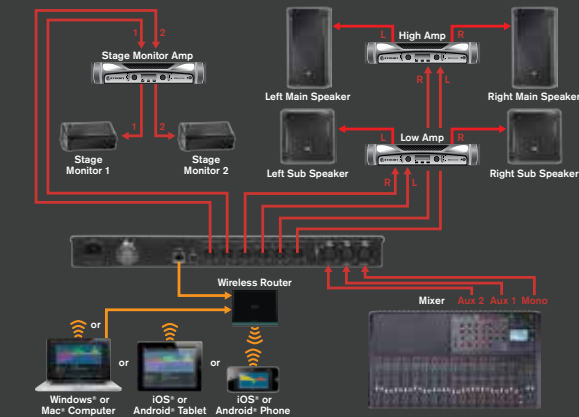 1
2
Stage Monitor Amp
1
2
Stage
Monitor 1
Stage
Monitor 2
L
High Amp
R
Left Main Speaker
Right Main Speaker
R
L
L
Low Amp
R
Left Sub Speaker
Right Sub Speaker
R
L
Wireless Router
Mixer
Aux 2
Aux 1
Mono
or
or
or
Windows® or
Mac® Computer
iOS® or
Android® Tablet
iOS® or
Android® Phone